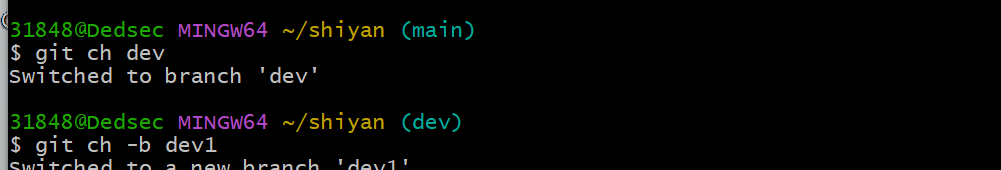 31848@Dedsec MINGW64 ~/shiyan (main)
$ git ch dev
Switched to branch 'dev'
31848@Dedsec MINGW64 ~/shiyan (dev)
$ git ch -b dev1
Switched to a new branch 'dev1'